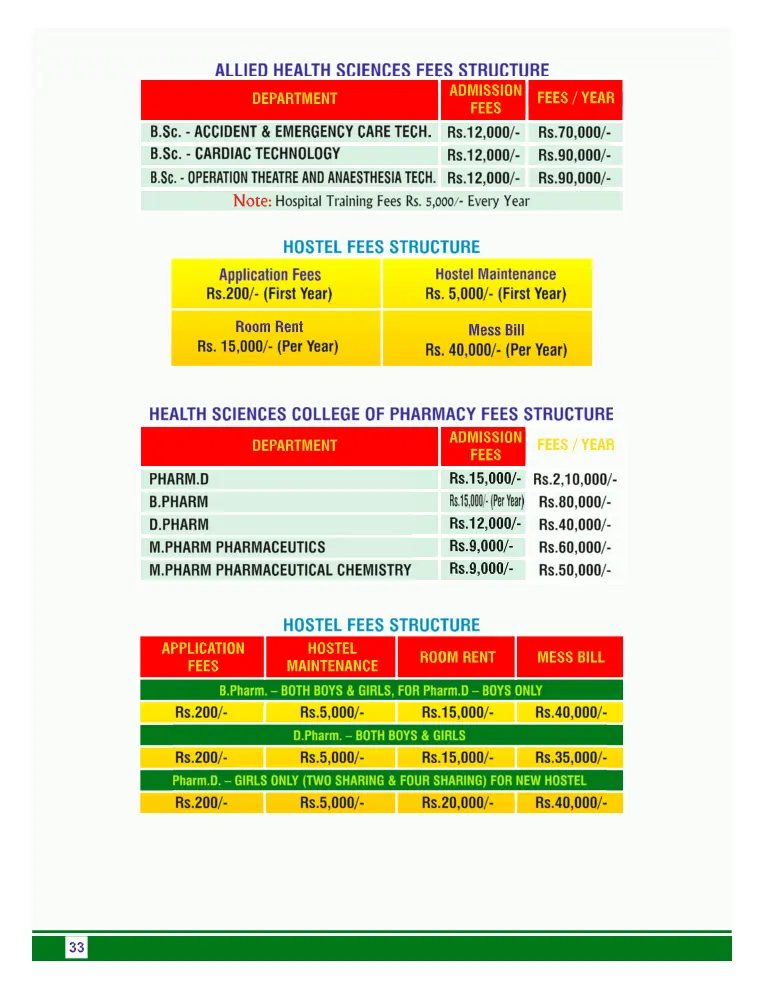 ALLIED HEALTH SCIENCES FEES STRUCTURE
DEPARTMENT ADMISSION FEES FEES / YEAR
B.Sc. - ACCIDENT & EMERGENCY CARE TECH. Rs.12,000/- Rs.70,000/-
B.Sc. - CARDIAC TECHNOLOGY Rs.12,000/- Rs.90,000/-
B.Sc. - OPERATION THEATRE AND ANAESTHESIA TECH. Rs.12,000/- Rs.90,000/-
Note: Hospital Training Fees Rs. 5,000/- Every Year
HOSTEL FEES STRUCTURE
Application Fees Hostel Maintenance
Rs.200/- (First Year) Rs. 5,000/- (First Year)
Room Rent Mess Bill
Rs. 15,000/- (Per Year) Rs. 40,000/- (Per Year)
HEALTH SCIENCES COLLEGE OF PHARMACY FEES STRUCTURE
DEPARTMENT ADMISSION FEES FEES / YEAR
PHARM.D Rs.15,000/- Rs.2,10,000/-
B.PHARM Rs.15,000/- (Per Year) Rs.80,000/-
D.PHARM Rs.12,000/- Rs.40,000/-
M.PHARM PHARMACEUTICS Rs.9,000/- Rs.60,000/-
M.PHARM PHARMACEUTICAL CHEMISTRY Rs.9,000/- Rs.50,000/-
HOSTEL FEES STRUCTURE
APPLICATION FEES HOSTEL MAINTENANCE ROOM RENT MESS BILL
B.Pharm. – BOTH BOYS & GIRLS, FOR Pharm.D – BOYS ONLY
Rs.200/- Rs.5,000/- Rs.15,000/- Rs.40,000/-
D.Pharm. – BOTH BOYS & GIRLS
Rs.200/- Rs.5,000/- Rs.15,000/- Rs.35,000/-
Pharm.D. – GIRLS ONLY (TWO SHARING & FOUR SHARING) FOR NEW HOSTEL
Rs.200/- Rs.5,000/- Rs.20,000/- Rs.40,000/-
33